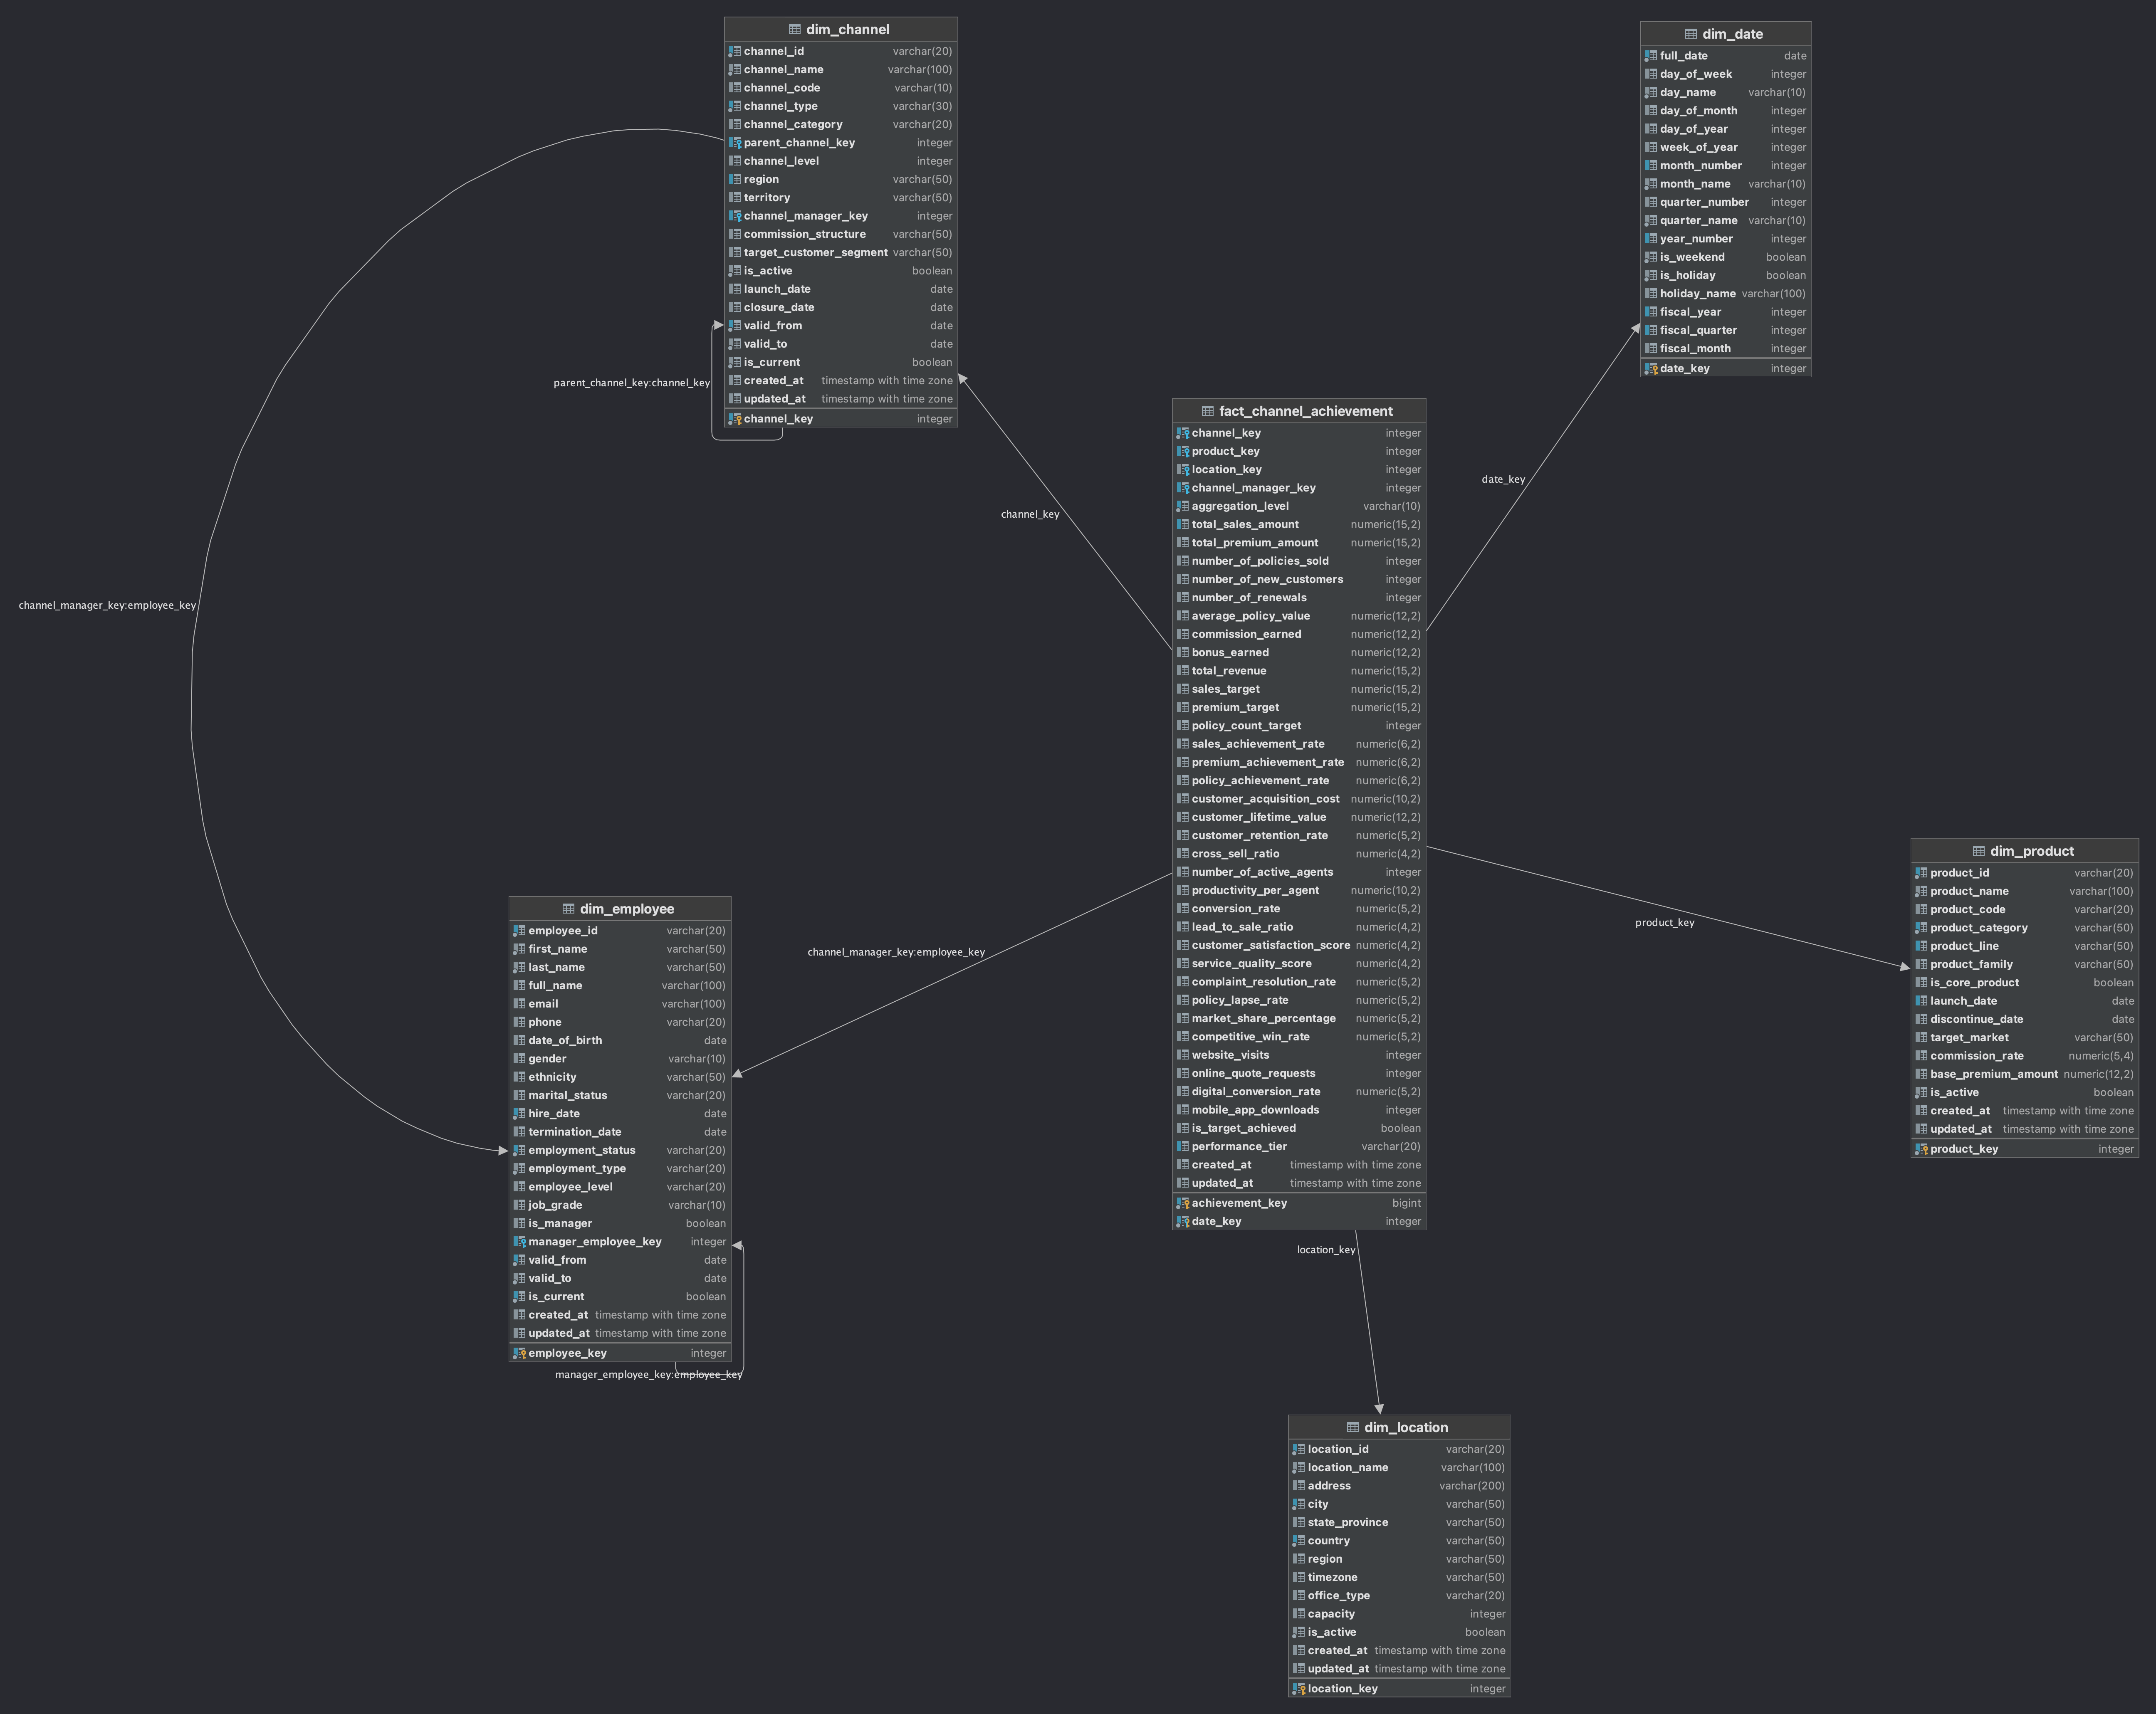 dim_channel
channel_id varchar(20)
channel_name varchar(100)
channel_code varchar(10)
channel_type varchar(30)
channel_category varchar(20)
parent_channel_key integer
channel_level integer
region varchar(50)
territory varchar(50)
channel_manager_key integer
commission_structure varchar(50)
target_customer_segment varchar(50)
is_active boolean
launch_date date
closure_date date
valid_from date
valid_to date
is_current boolean
created_at timestamp with time zone
updated_at timestamp with time zone
channel_key integer
parent_channel_key:channel_key
dim_date
full_date date
day_of_week integer
day_name varchar(10)
day_of_month integer
day_of_year integer
week_of_year integer
month_number integer
month_name varchar(10)
quarter_number integer
quarter_name varchar(10)
year_number integer
is_weekend boolean
is_holiday boolean
holiday_name varchar(100)
fiscal_year integer
fiscal_quarter integer
fiscal_month integer
date_key integer
channel_key
date_key
channel_manager_key:employee_key
fact_channel_achievement
channel_key integer
product_key integer
location_key integer
channel_manager_key integer
aggregation_level varchar(10)
total_sales_amount numeric(15,2)
total_premium_amount numeric(15,2)
number_of_policies_sold integer
number_of_new_customers integer
number_of_renewals integer
average_policy_value numeric(12,2)
commission_earned numeric(12,2)
bonus_earned numeric(12,2)
total_revenue numeric(15,2)
sales_target numeric(15,2)
premium_target numeric(15,2)
policy_count_target integer
sales_achievement_rate numeric(6,2)
premium_achievement_rate numeric(6,2)
policy_achievement_rate numeric(6,2)
customer_acquisition_cost numeric(10,2)
customer_lifetime_value numeric(12,2)
customer_retention_rate numeric(5,2)
cross_sell_ratio numeric(4,2)
number_of_active_agents integer
productivity_per_agent numeric(10,2)
conversion_rate numeric(5,2)
lead_to_sale_ratio numeric(4,2)
customer_satisfaction_score numeric(4,2)
service_quality_score numeric(4,2)
complaint_resolution_rate numeric(5,2)
policy_lapse_rate numeric(5,2)
market_share_percentage numeric(5,2)
competitive_win_rate numeric(5,2)
website_visits integer
online_quote_requests integer
digital_conversion_rate numeric(5,2)
mobile_app_downloads integer
is_target_achieved boolean
performance_tier varchar(20)
created_at timestamp with time zone
updated_at timestamp with time zone
achievement_key bigint
date_key integer
channel_manager_key:employee_key
product_key
location_key
dim_employee
employee_id varchar(20)
first_name varchar(50)
last_name varchar(50)
full_name varchar(100)
email varchar(100)
phone varchar(20)
date_of_birth date
gender varchar(10)
ethnicity varchar(50)
marital_status varchar(20)
hire_date date
termination_date date
employment_status varchar(20)
employment_type varchar(20)
employee_level varchar(20)
job_grade varchar(10)
is_manager boolean
manager_employee_key integer
valid_from date
valid_to date
is_current boolean
created_at timestamp with time zone
updated_at timestamp with time zone
employee_key integer
manager_employee_key:employee_key
dim_product
product_id varchar(20)
product_name varchar(100)
product_code varchar(20)
product_category varchar(50)
product_line varchar(50)
product_family varchar(50)
is_core_product boolean
launch_date date
discontinue_date date
target_market varchar(50)
commission_rate numeric(5,4)
base_premium_amount numeric(12,2)
is_active boolean
created_at timestamp with time zone
updated_at timestamp with time zone
product_key integer
dim_location
location_id varchar(20)
location_name varchar(100)
address varchar(200)
city varchar(50)
state_province varchar(50)
country varchar(50)
region varchar(50)
timezone varchar(50)
office_type varchar(20)
capacity integer
is_active boolean
created_at timestamp with time zone
updated_at timestamp with time zone
location_key integer